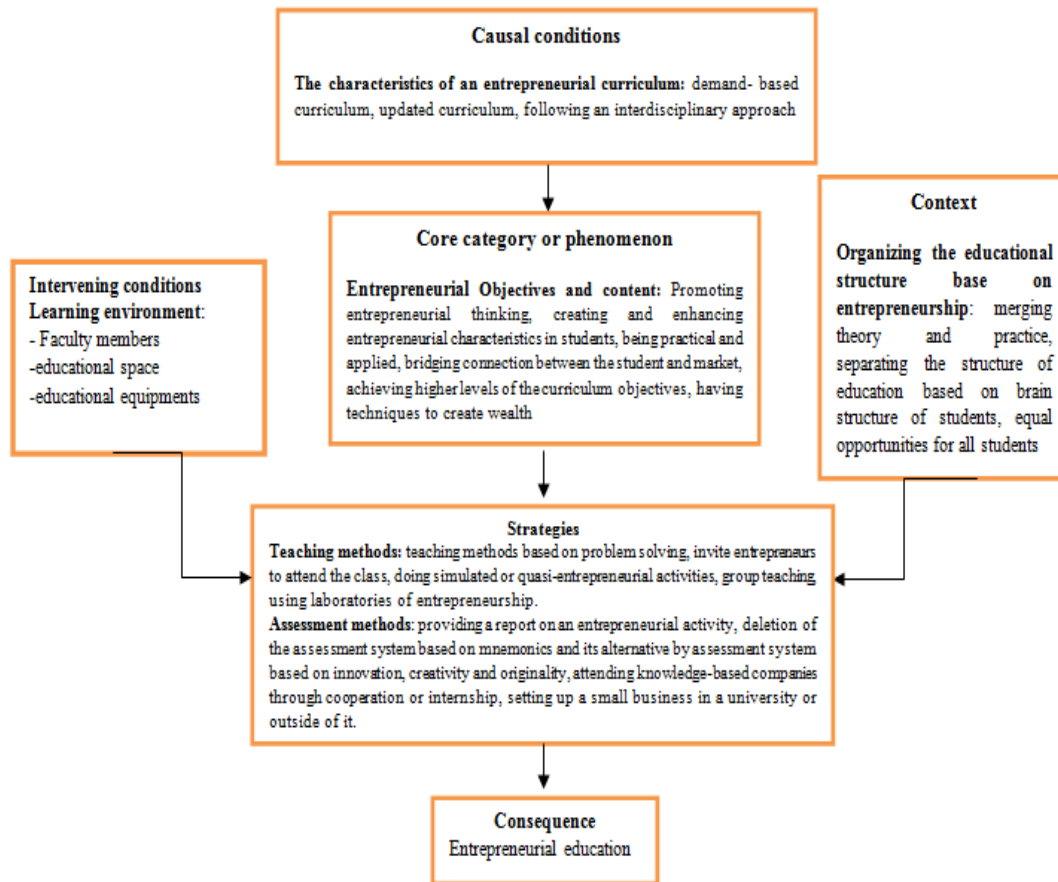 Causal conditions
The characteristics of an entrepreneurial curriculum: demand- based
curriculum, updated curriculum, following an interdisciplinary approach
Core category or phenomenon
Entrepreneurial Objectives and content: Promoting
entrepreneurial thinking, creating and enhancing
entrepreneurial characteristics in students, being practical and
applied, bridging connection between the student and market,
achieving higher levels of the curriculum objectives, having
techniques to create wealth
Context
Organizing the educational
structure base on
entrepreneurship: merging
theory and practice,
separating the structure of
education based on brain
structure of students, equal
opportunities for all students
Intervening conditions
Learning environment:
- Faculty members
-educational space
-educational equipments
Strategies
Teaching methods: teaching methods based on problem solving, invite entrepreneurs
to attend the class, doing simulated or quasi-entrepreneurial activities, group teaching,
using laboratories of entrepreneurship.
Assessment methods: providing a report on an entrepreneurial activity, deletion of
the assessment system based on mnemonics and its alternative by assessment system
based on innovation, creativity and originality, attending knowledge-based companies
through cooperation or internship, setting up a small business in a university or
outside of it.
Consequence
Entrepreneurial education